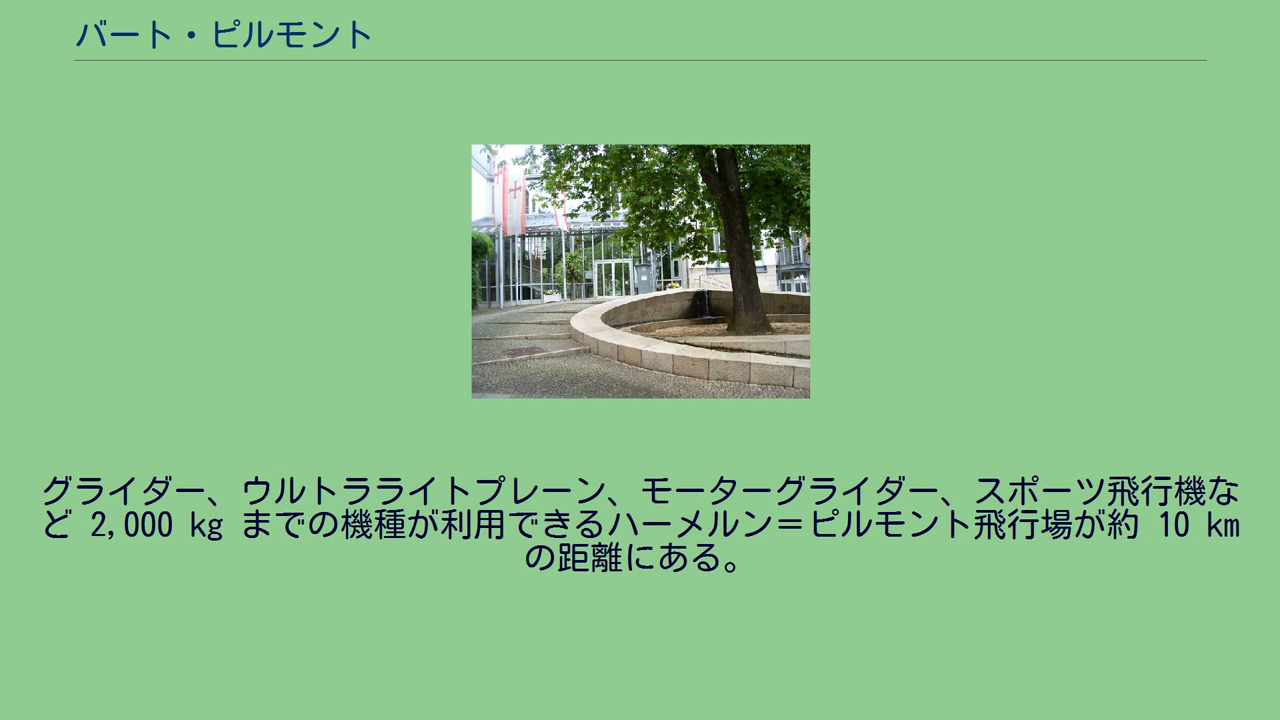 バート・ピルモント
グライダー、ウルトラライトプレーン、モーターグライダー、スポーツ飛行機な
ど 2,000 kg までの機種が利用できるハーメルン＝ピルモント飛行場が約 10 km
の距離にある。